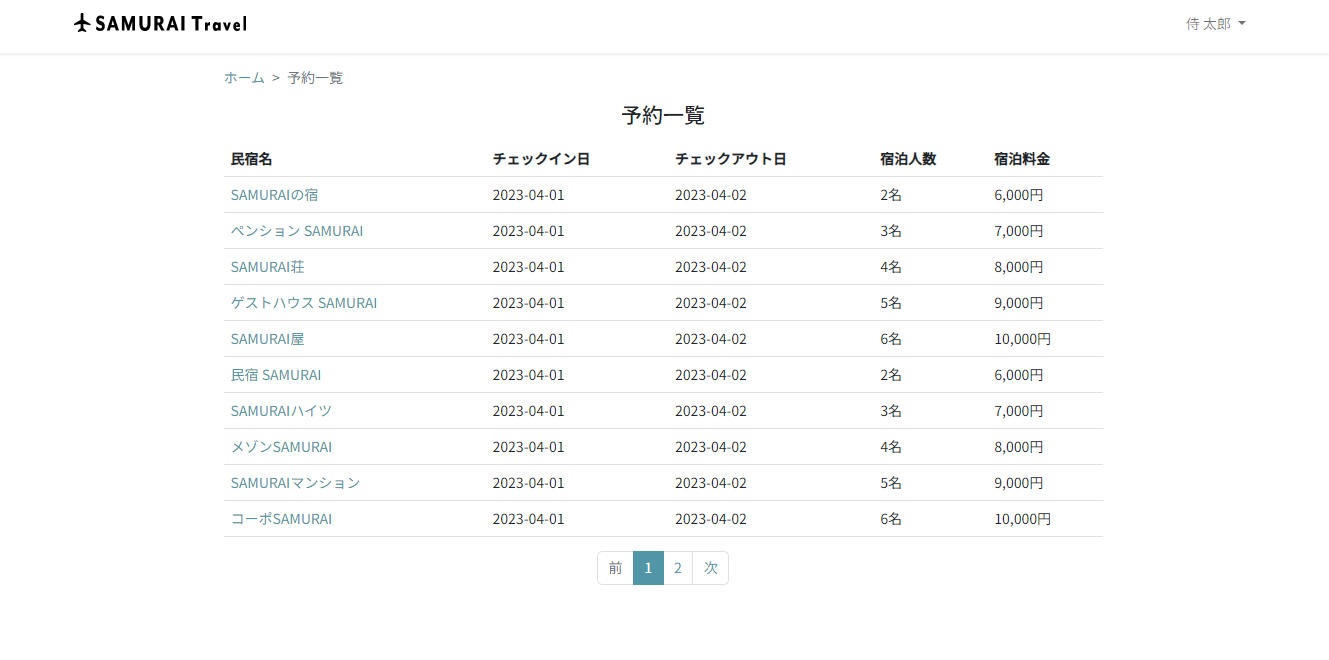 SAMURAI Travel
侍 太郎
ホーム > 予約一覧
予約一覧
民宿名 チェックイン日 チェックアウト日 宿泊人数 宿泊料金
SAMURAIの宿 2023-04-01 2023-04-02 2名 6,000円
ペンション SAMURAI 2023-04-01 2023-04-02 3名 7,000円
SAMURAI荘 2023-04-01 2023-04-02 4名 8,000円
ゲストハウス SAMURAI 2023-04-01 2023-04-02 5名 9,000円
SAMURAI屋 2023-04-01 2023-04-02 6名 10,000円
民宿 SAMURAI 2023-04-01 2023-04-02 2名 6,000円
SAMURAIハイツ 2023-04-01 2023-04-02 3名 7,000円
メゾンSAMURAI 2023-04-01 2023-04-02 4名 8,000円
SAMURAIマンション 2023-04-01 2023-04-02 5名 9,000円
コーポSAMURAI 2023-04-01 2023-04-02 6名 10,000円
前 1 2 次